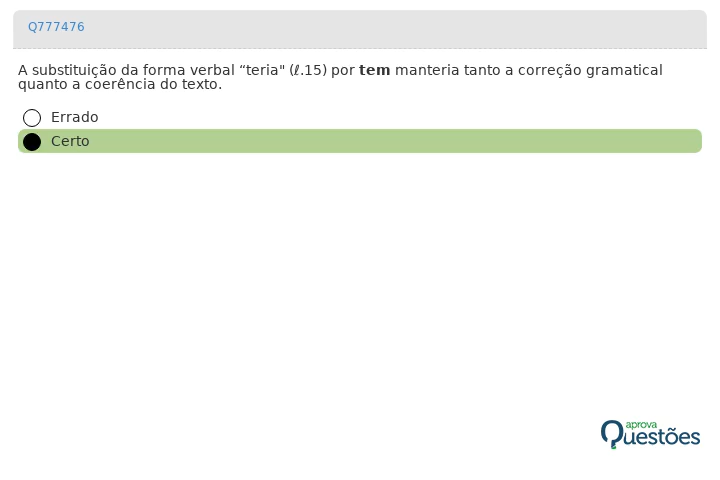 Q777476
A substituição da forma verbal “teria" (ℓ.15) por tem manteria tanto a correção gramatical
quanto a coerência do texto.
Errado
Certo
aprova
Questões